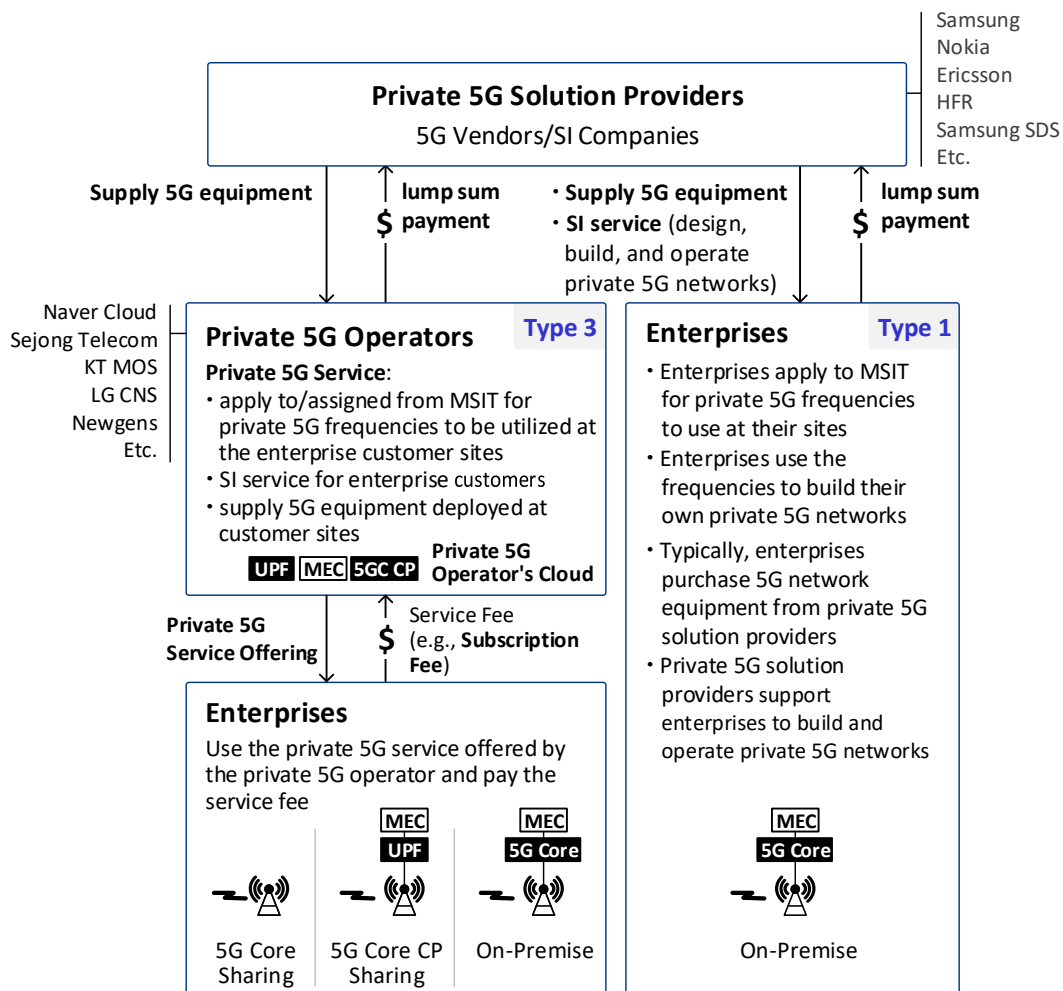 Samsung
Nokia
Ericsson
HFR
Samsung SDS
Etc.
Private 5G Solution Providers
5G Vendors/SI Companies
Supply 5G equipment
lump sum
payment
$
・Supply 5G equipment
・SI service (design,
build, and operate
private 5G networks)
lump sum
payment
$
Naver Cloud
Sejong Telecom
KT MOS
LG CNS
Newgens
Etc.
Private 5G Operators
Type 3
Private 5G Service:
・apply to/assigned from MSIT for
private 5G frequencies to be utilized at
the enterprise customer sites
・SI service for enterprise customers
・supply 5G equipment deployed at
customer sites
UPF MEC 5GC CP
Private 5G
Operator's Cloud
Private 5G
Service Offering
$
Service Fee
(e.g., Subscription
Fee)
Enterprises
Use the private 5G service offered by
the private 5G operator and pay the
service fee
5G Core
Sharing
MEC
UPF
5G Core CP
Sharing
MEC
5G Core
On-Premise
Enterprises
Type 1
・Enterprises apply to MSIT
for private 5G frequencies
to use at their sites
・Enterprises use the
frequencies to build their
own private 5G networks
・Typically, enterprises
purchase 5G network
equipment from private 5G
solution providers
・Private 5G solution
providers support
enterprises to build and
operate private 5G networks
MEC
5G Core
On-Premise